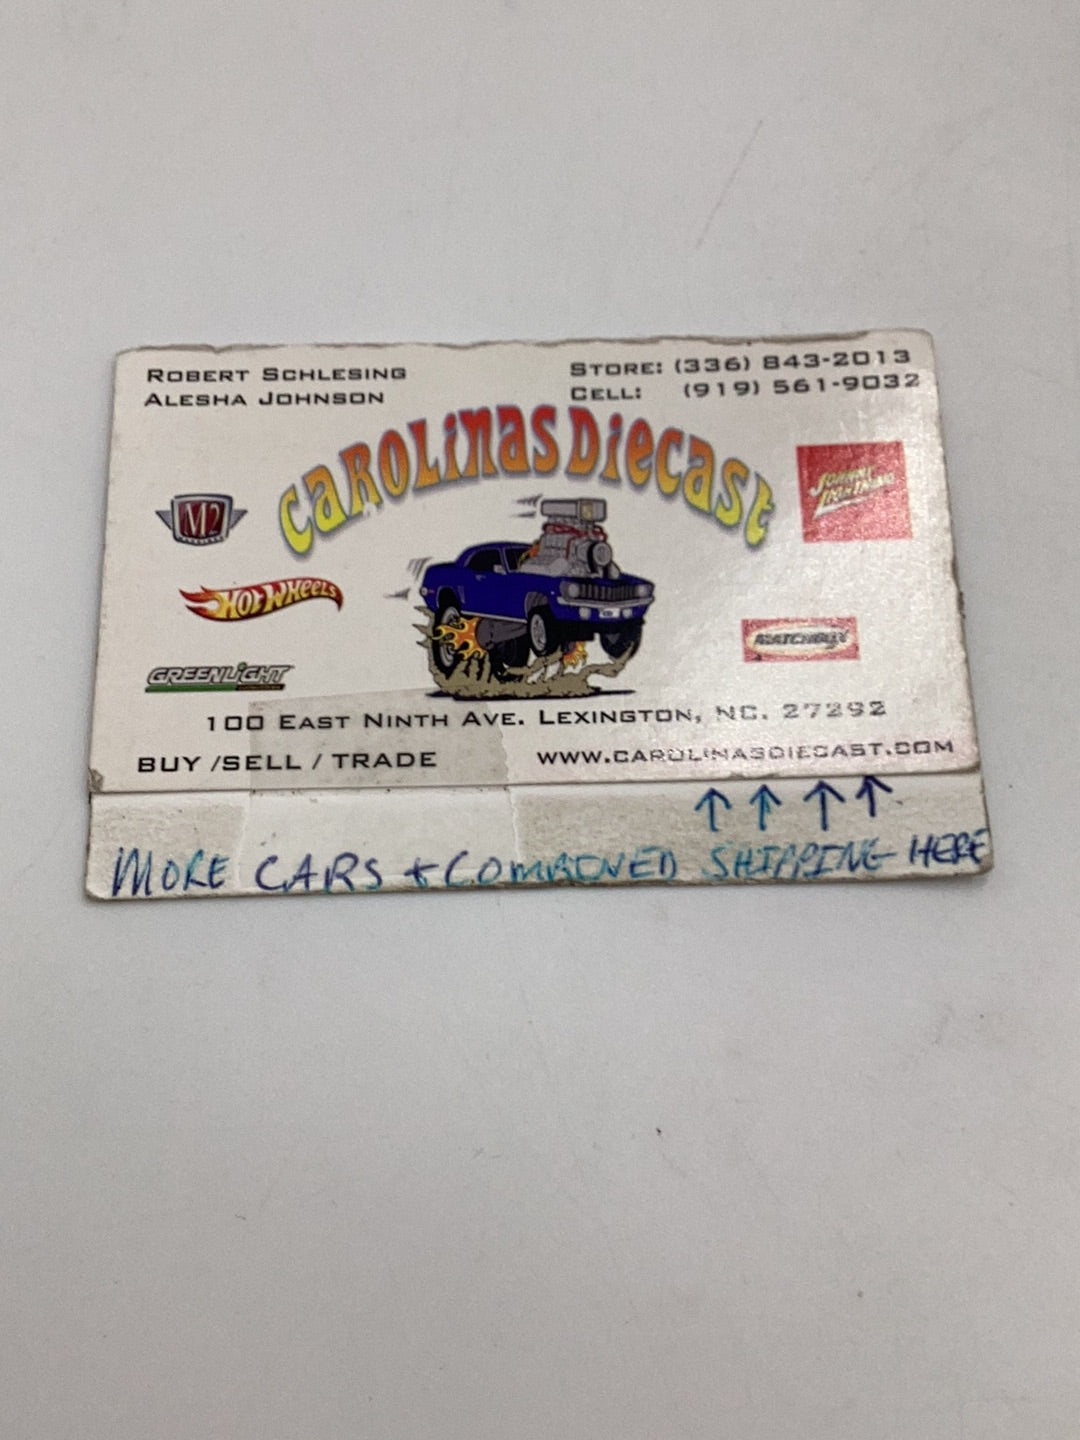 ROBERT SCHLESING
ALESHA JOHNSON
STORE: (336) 843-2013
CELL: (919) 561-9032
CAROLINAS DIECAST
M2
JOHNNY LIGHTNING
HOT WHEELS
MATCHBOX
GREENLIGHT
100 EAST NINTH AVE. LEXINGTON, NC. 27292
BUY /SELL / TRADE
WWW.CAROLINASDIECAST.COM
↑ ↑ ↑ ↑
MORE CARS + COMBINED SHIPPING HERE